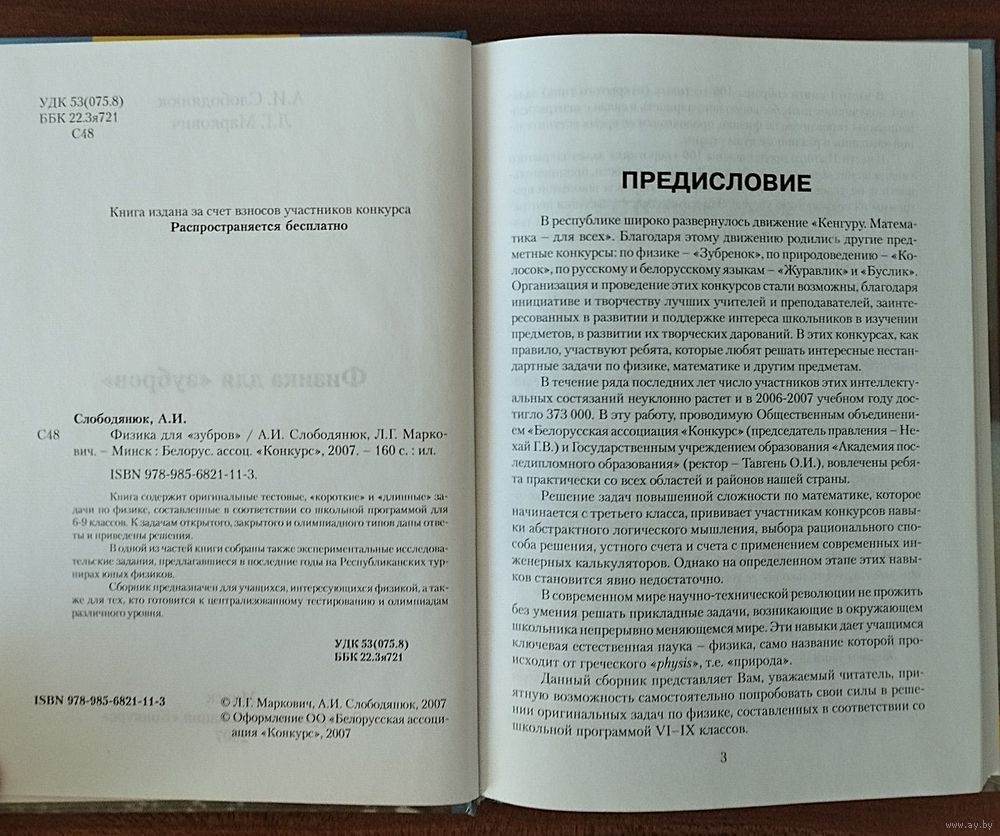 УДК 53(075.8)
ББК 22.3я721
С48
Книга издана за счет взносов участников конкурса
Распространяется бесплатно
Слободянюк, А.И.
С48
Физика для «зубров» / А.И. Слободянюк, Л.Г. Марко-
вич. – Минск : Белорус. ассоц. «Конкурс», 2007. – 160 с. : ил.
ISBN 978-985-6821-11-3.
Книга содержит оригинальные тестовые, «короткие» и «длинные» за-
дачи по физике, составленные в соответствии со школьной программой для
6-9 классов. К задачам открытого, закрытого и олимпиадного типов даны отве-
ты и приведены решения.
В одной из частей книги собраны также экспериментальные исследова-
тельские задания, предлагавшиеся в последние годы на Республиканских тур-
нирах юных физиков.
Сборник предназначен для учащихся, интересующихся физикой, а так-
же для тех, кто готовится к централизованному тестированию и олимпиадам
различного уровня.
УДК 53(075.8)
ББК 22.3я721
ISBN 978-985-6821-11-3
© Л.Г. Маркович, А.И. Слободянюк, 2007
© Оформление ОО «Белорусская ассоци-
ация «Конкурс», 2007
ПРЕДИСЛОВИЕ
В республике широко развернулось движение «Кенгуру. Матема-
тика – для всех». Благодаря этому движению родились другие пред-
метные конкурсы: по физике – «Зубренок», по природоведению – «Ко-
лосок», по русскому и белорусскому языкам – «Журавлик» и «Буслик».
Организация и проведение этих конкурсов стали возможны, благодаря
инициативе и творчеству лучших учителей и преподавателей, заинте-
ресованных в развитии и поддержке интереса школьников в изучении
предметов, в развитии их творческих дарований. В этих конкурсах, как
правило, участвуют ребята, которые любят решать интересные нестан-
дартные задачи по физике, математике и другим предметам.
В течение ряда последних лет число участников этих интеллекту-
альных состязаний неуклонно растет и в 2006-2007 учебном году дос-
тигло 373 000. В эту работу, проводимую Общественным объединени-
ем «Белорусская ассоциация «Конкурс» (председатель правления – Не-
хай Г.В.) и Государственным учреждением образования «Академия
последипломного образования» (ректор – Тавгень О.И.), вовлечены ребя-
та практически со всех областей и районов нашей страны.
Решение задач повышенной сложности по математике, которое
начинается с третьего класса, прививает участникам конкурсов навы-
ки абстрактного логического мышления, выбора рационального спо-
соба решения, устного счета и счета с применением современных ин-
женерных калькуляторов. Однако на определенном этапе этих навы-
ков становится явно недостаточно.
В современном мире научно-технической революции не прожить
без умения решать прикладные задачи, возникающие в окружающем
школьника непрерывно меняющемся мире. Эти навыки дает учащимся
ключевая естественная наука – физика, само название которой про-
исходит от греческого «physis», т.е. «природа».
Данный сборник представляет Вам, уважаемый читатель, при-
ятную возможность самостоятельно попробовать свои силы в реше-
нии оригинальных задач по физике, составленных в соответствии со
школьной программой VI–IX классов.
3
www.ay.by